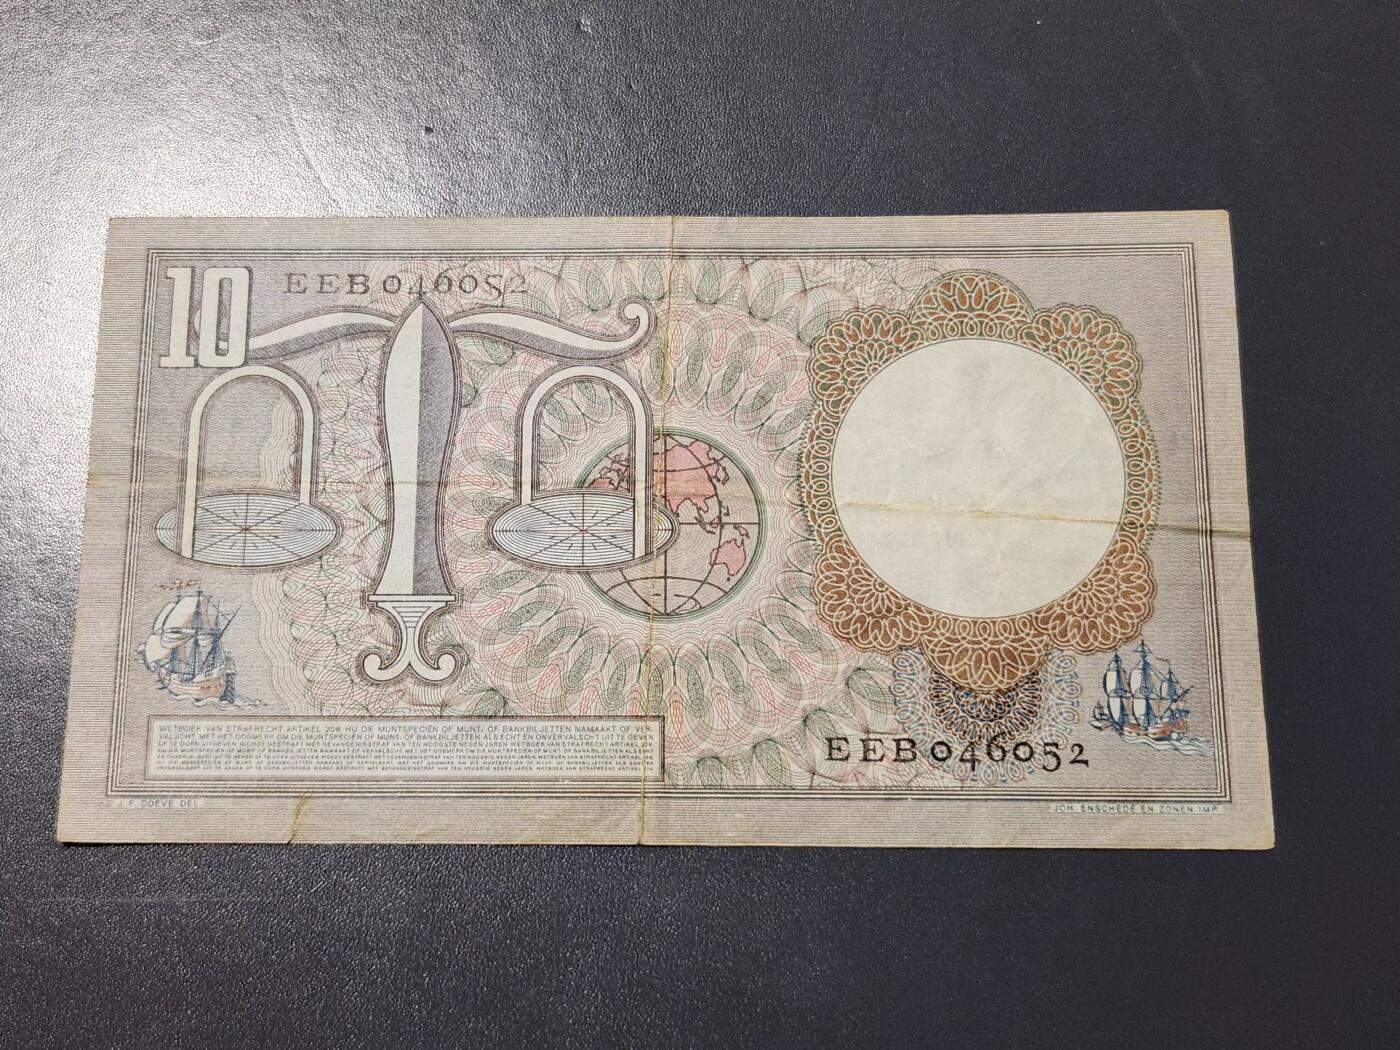 10
EEB046052
WETBOEK VAN STRAFRECHT ARTIKEL 208 HIJ DIE MUNTSPECIËN OF MUNT- OF BANKBILJETTEN NAMAAKT OF VER-
VALSCHT, MET HET OOGMERK OM DIE MUNTSPECIËN OF MUNT- OF BANKBILJETTEN ALS ECHT EN ONVERVALSCHT UIT TE GEVEN
OF TE DOEN UITGEVEN WORDT GESTRAFT MET GEVANGENISSTRAF VAN TEN HOOGSTE NEGEN JAREN WETBOEK VAN STRAFRECHT ARTIKEL 208
EEB046052
J. F. DOEVE DEL.
JOH. ENSCHEDÉ EN ZONEN IMP.